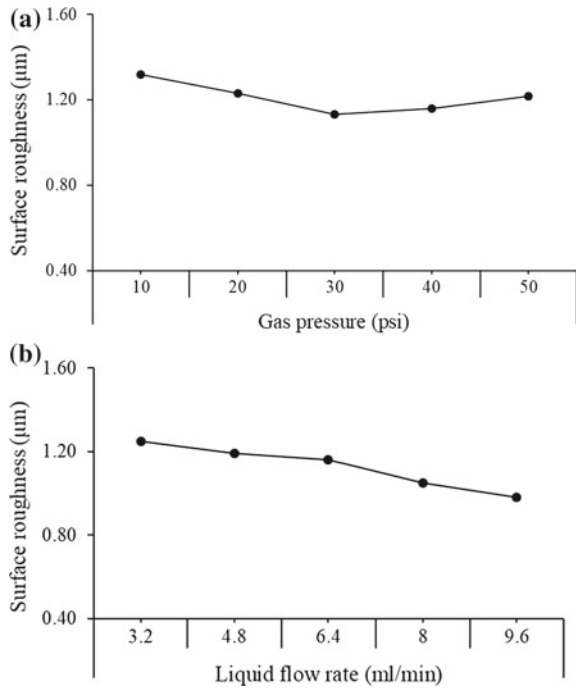 (a)
Surface roughness (µm)
1.60
1.20
0.80
0.40
10 20 30 40 50
Gas pressure (psi)
(b)
Surface roughness (µm)
1.60
1.20
0.80
0.40
3.2 4.8 6.4 8 9.6
Liquid flow rate (ml/min)